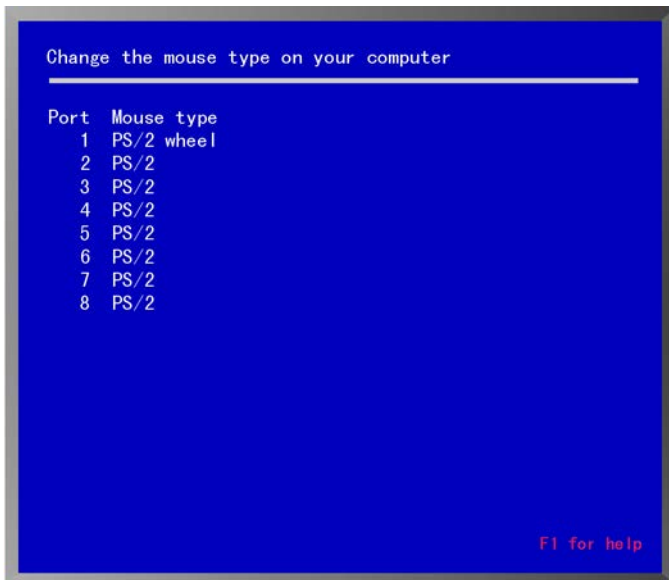 Change the mouse type on your computer
Port Mouse type
1 PS/2 wheel
2 PS/2
3 PS/2
4 PS/2
5 PS/2
6 PS/2
7 PS/2
8 PS/2
F1 for help